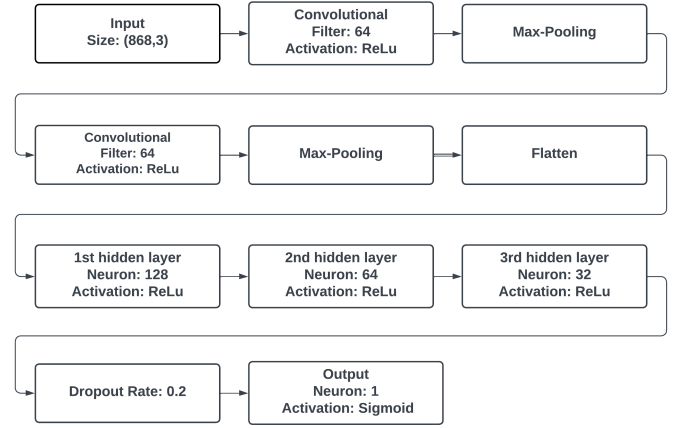 Input
Size: (868,3)
Convolutional
Filter: 64
Activation: ReLu
Max-Pooling
Convolutional
Filter: 64
Activation: ReLu
Max-Pooling
Flatten
1st hidden layer
Neuron: 128
Activation: ReLu
2nd hidden layer
Neuron: 64
Activation: ReLu
3rd hidden layer
Neuron: 32
Activation: ReLu
Dropout Rate: 0.2
Output
Neuron: 1
Activation: Sigmoid